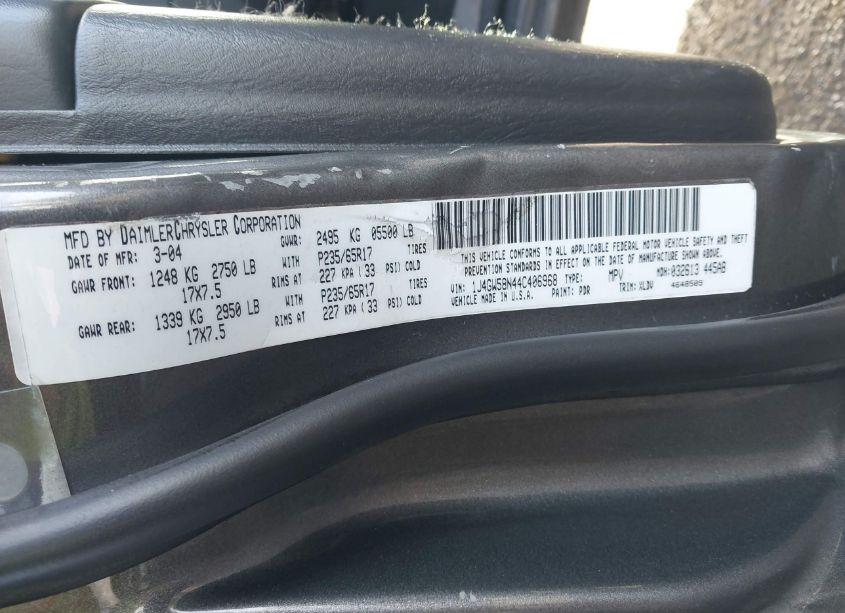 MFD BY DAIMLERCHRYSLER CORPORATION
DATE OF MFR: 3-04 GVWR: 2495 KG 05500 LB
GAWR FRONT: 1248 KG 2750 LB WITH P235/65R17 TIRES
17X7.5 RIMS AT 227 KPA ( 33 PSI) COLD
GAWR REAR: 1339 KG 2950 LB WITH P235/65R17 TIRES
17X7.5 RIMS AT 227 KPA ( 33 PSI) COLD
THIS VEHICLE CONFORMS TO ALL APPLICABLE FEDERAL MOTOR VEHICLE SAFETY AND THEFT
PREVENTION STANDARDS IN EFFECT ON THE DATE OF MANUFACTURE SHOWN ABOVE.
VIN: 1J4GW58N44C406968 TYPE: MPV MDH: 032613 445AB
VEHICLE MADE IN U.S.A. PAINT: PDR TRIM: XLDV 4648509